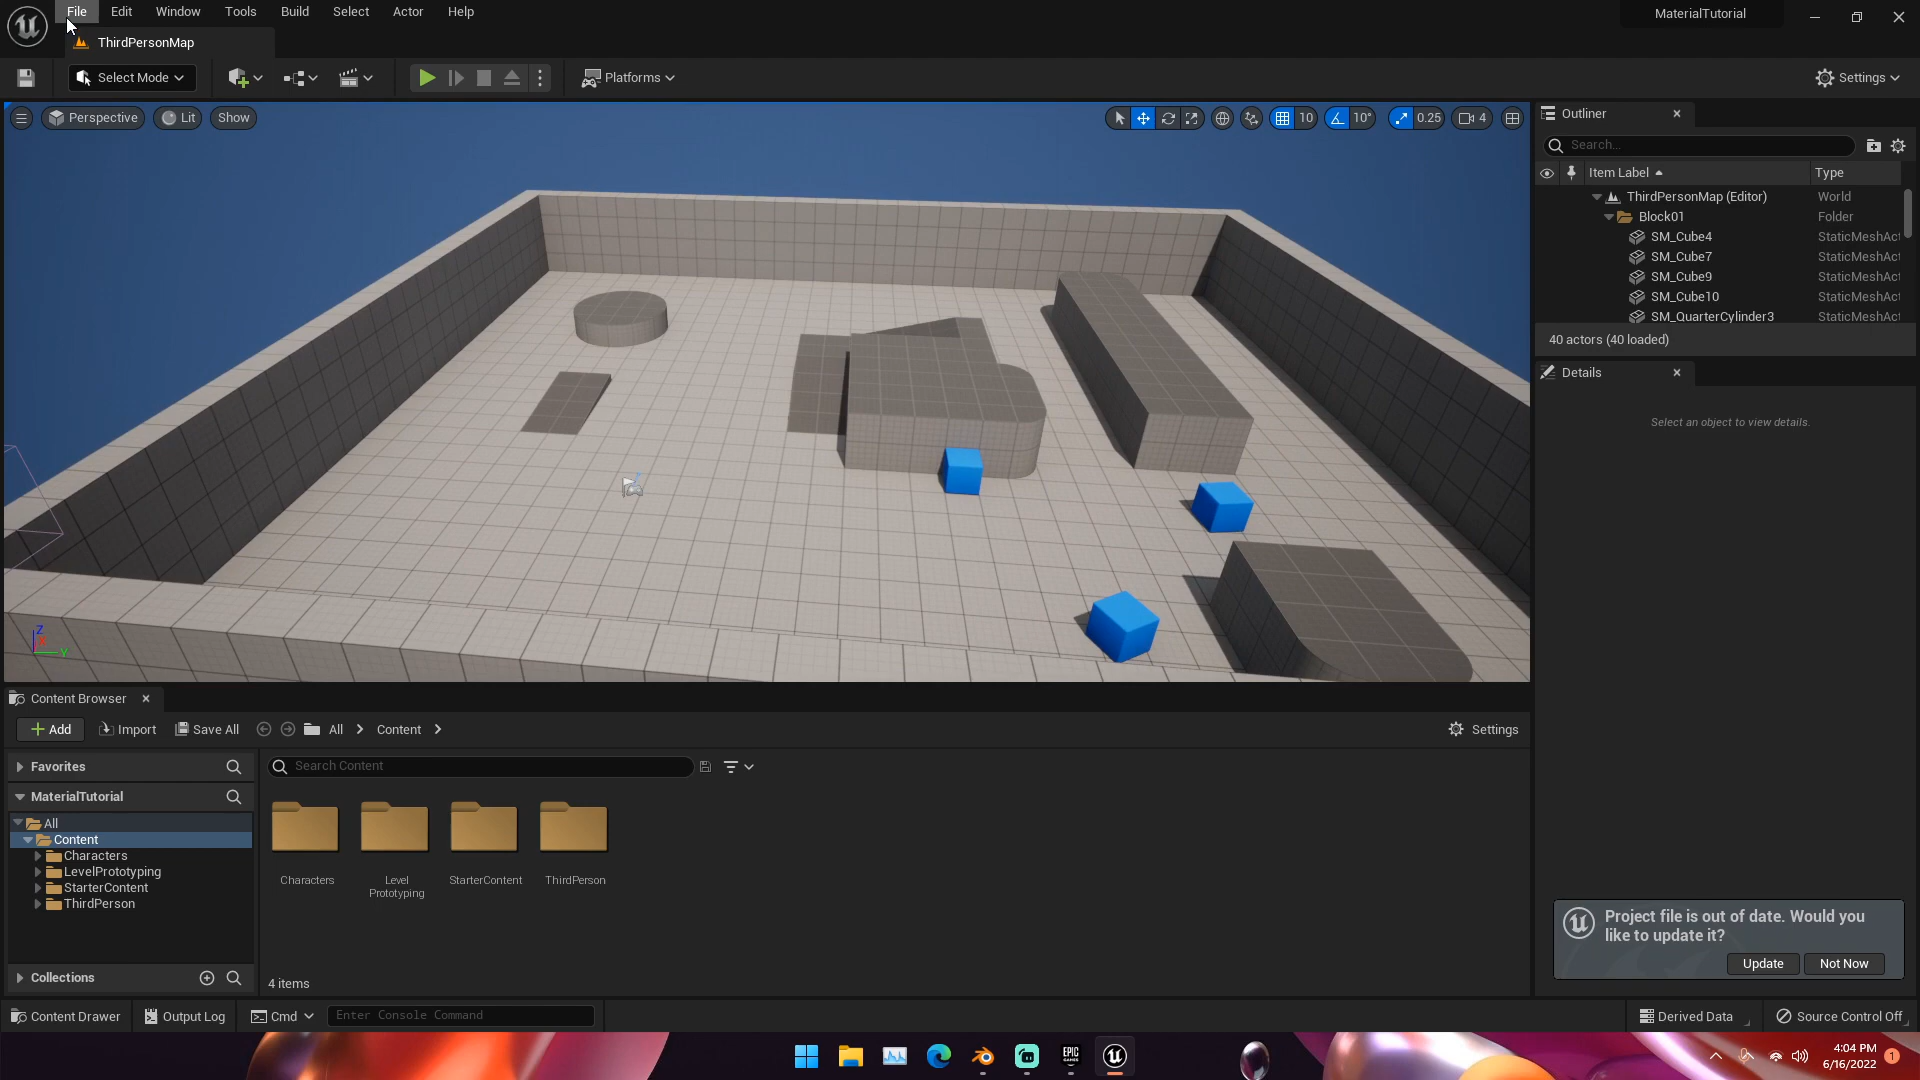 File Edit Window Tools Build Select Actor Help
MaterialTutorial
ThirdPersonMap
Select Mode
Platforms
Settings
Perspective Lit Show
10 10° 0.25 4
Outliner
Search...
Item Label Type
ThirdPersonMap (Editor) World
Block01 Folder
SM_Cube4 StaticMeshAct
SM_Cube7 StaticMeshAct
SM_Cube9 StaticMeshAct
SM_Cube10 StaticMeshAct
SM_QuarterCylinder3 StaticMeshAct
40 actors (40 loaded)
Details
Select an object to view details.
Z
X
Y
Content Browser
Add Import Save All All Content Settings
Favorites
Search Content
MaterialTutorial
All
Content
Characters
LevelPrototyping
StarterContent
ThirdPerson
Characters
Level
Prototyping
StarterContent
ThirdPerson
Collections
4 items
Project file is out of date. Would you
like to update it?
Update Not Now
Content Drawer Output Log Cmd Enter Console Command
Derived Data Source Control Off
EPIC
GAMES
4:04 PM
6/16/2022
1